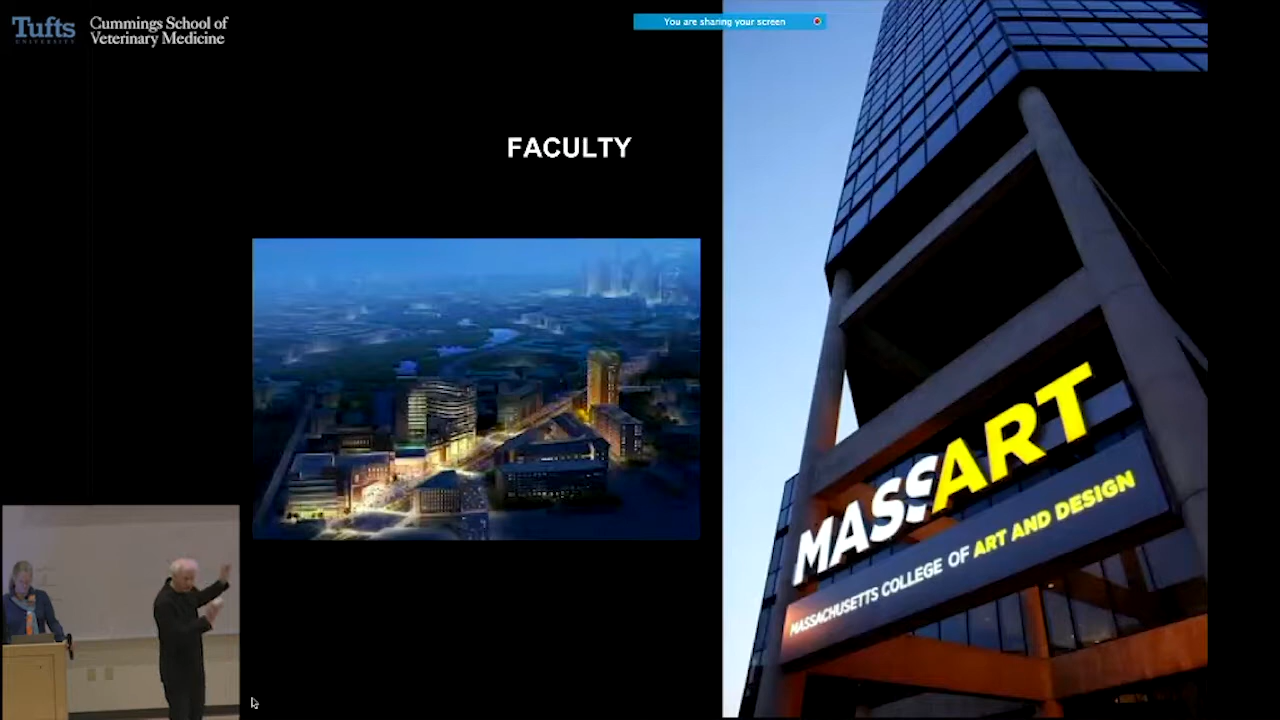 Tufts
UNIVERSITY
Cummings School of
Veterinary Medicine
You are sharing your screen
FACULTY
MASSART
MASSACHUSETTS COLLEGE OF ART AND DESIGN